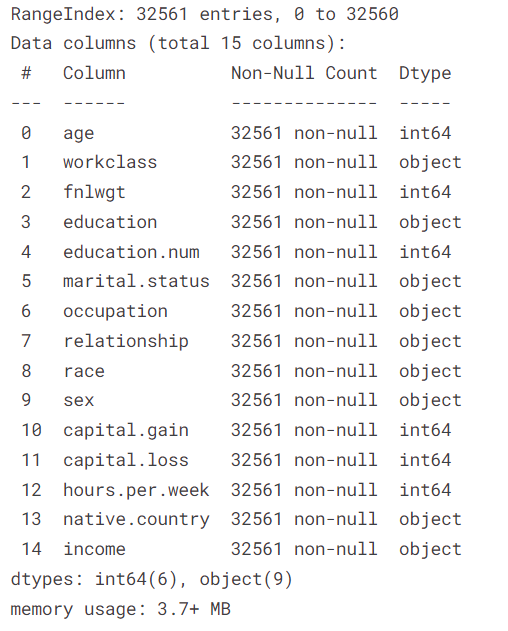 RangeIndex: 32561 entries, 0 to 32560
Data columns (total 15 columns):
 #   Column          Non-Null Count  Dtype
---  ------          --------------  -----
 0   age             32561 non-null  int64
 1   workclass       32561 non-null  object
 2   fnlwgt          32561 non-null  int64
 3   education       32561 non-null  object
 4   education.num   32561 non-null  int64
 5   marital.status  32561 non-null  object
 6   occupation      32561 non-null  object
 7   relationship    32561 non-null  object
 8   race            32561 non-null  object
 9   sex             32561 non-null  object
 10  capital.gain    32561 non-null  int64
 11  capital.loss    32561 non-null  int64
 12  hours.per.week  32561 non-null  int64
 13  native.country  32561 non-null  object
 14  income          32561 non-null  object
dtypes: int64(6), object(9)
memory usage: 3.7+ MB